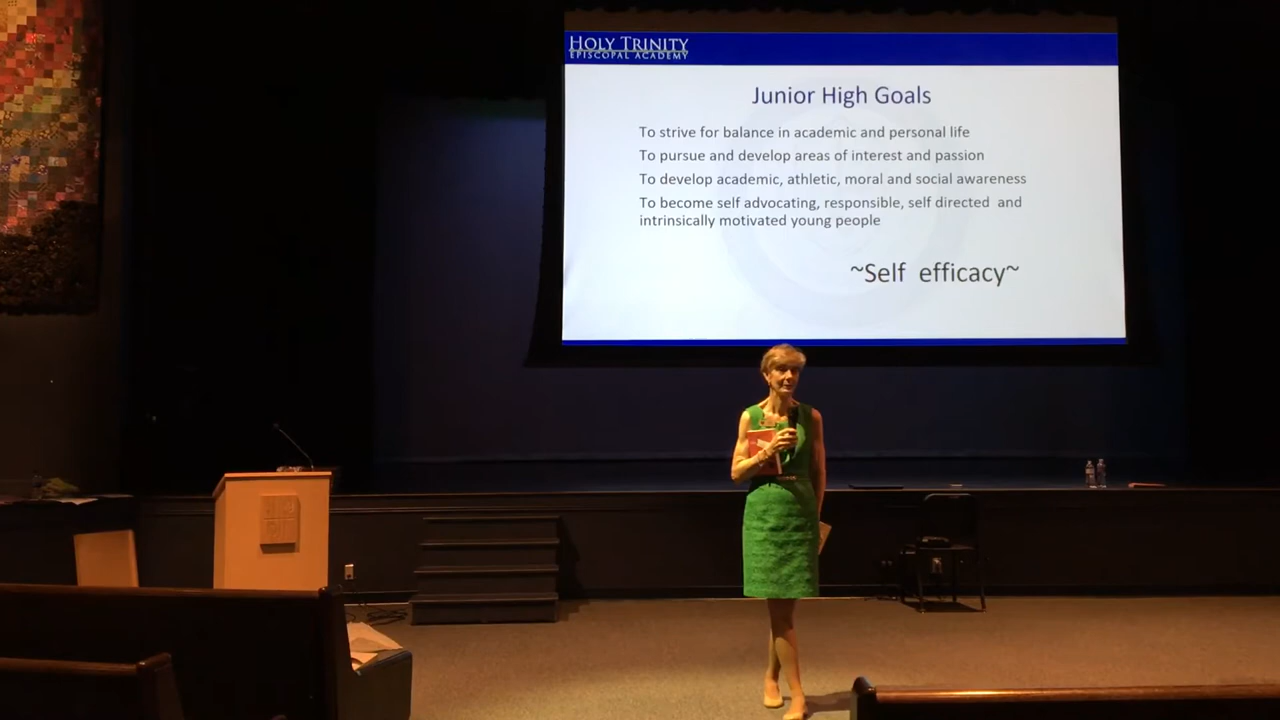 HOLY TRINITY
EPISCOPAL ACADEMY
Junior High Goals
To strive for balance in academic and personal life
To pursue and develop areas of interest and passion
To develop academic, athletic, moral and social awareness
To become self advocating, responsible, self directed and
intrinsically motivated young people
~Self efficacy~